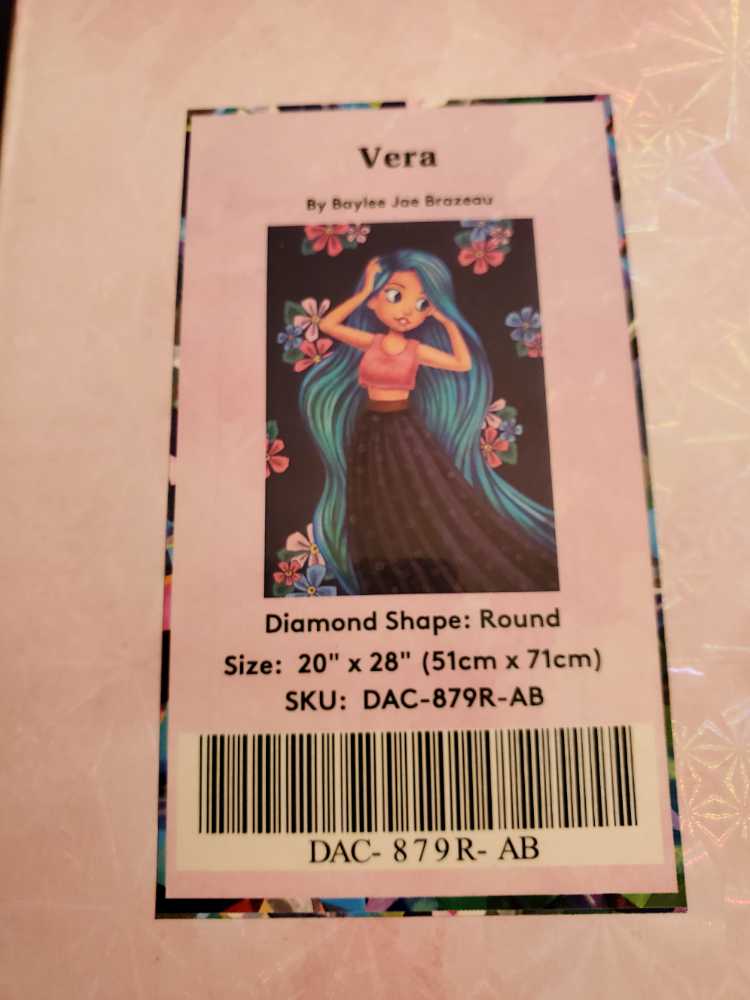 Vera
By Baylee Jae Brazeau
Diamond Shape: Round
Size: 20" x 28" (51cm x 71cm)
SKU: DAC-879R-AB
DAC- 879R- AB